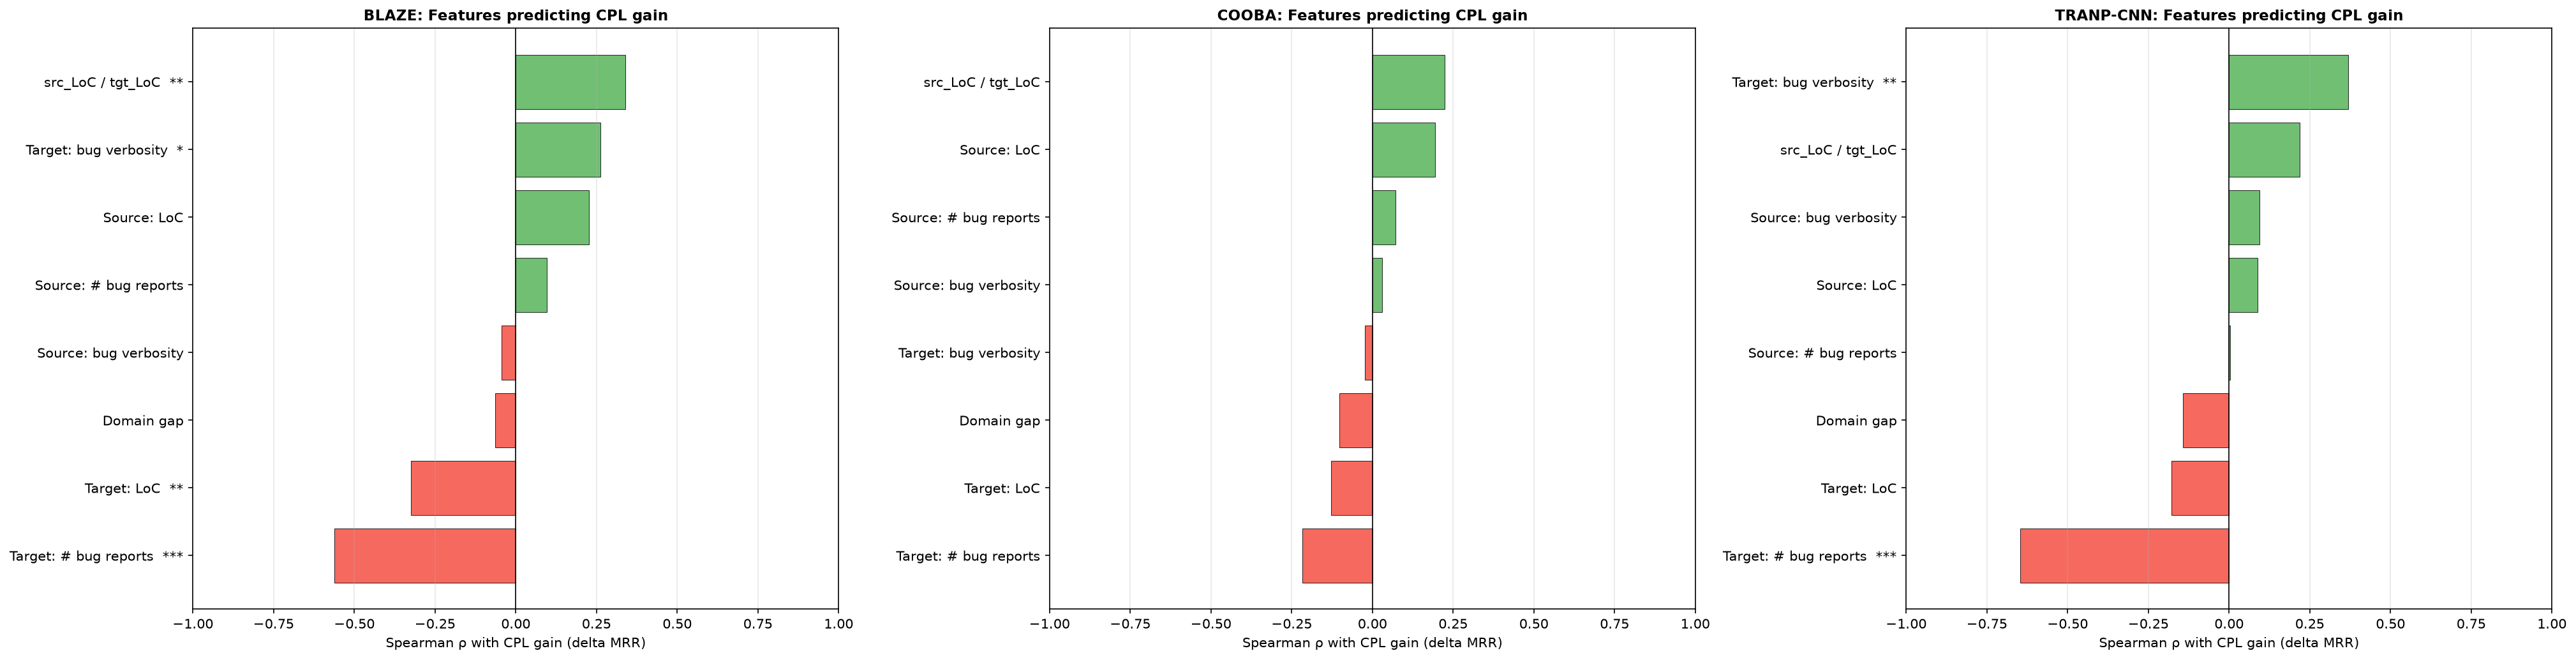 BLAZE: Features predicting CPL gain
src_LoC / tgt_LoC **
Target: bug verbosity *
Source: LoC
Source: # bug reports
Source: bug verbosity
Domain gap
Target: LoC **
Target: # bug reports ***
−1.00 −0.75 −0.50 −0.25 0.00 0.25 0.50 0.75 1.00
Spearman ρ with CPL gain (delta MRR)
COOBA: Features predicting CPL gain
src_LoC / tgt_LoC
Source: LoC
Source: # bug reports
Source: bug verbosity
Target: bug verbosity
Domain gap
Target: LoC
Target: # bug reports
−1.00 −0.75 −0.50 −0.25 0.00 0.25 0.50 0.75 1.00
Spearman ρ with CPL gain (delta MRR)
TRANP-CNN: Features predicting CPL gain
Target: bug verbosity **
src_LoC / tgt_LoC
Source: bug verbosity
Source: LoC
Source: # bug reports
Domain gap
Target: LoC
Target: # bug reports ***
−1.00 −0.75 −0.50 −0.25 0.00 0.25 0.50 0.75 1.00
Spearman ρ with CPL gain (delta MRR)